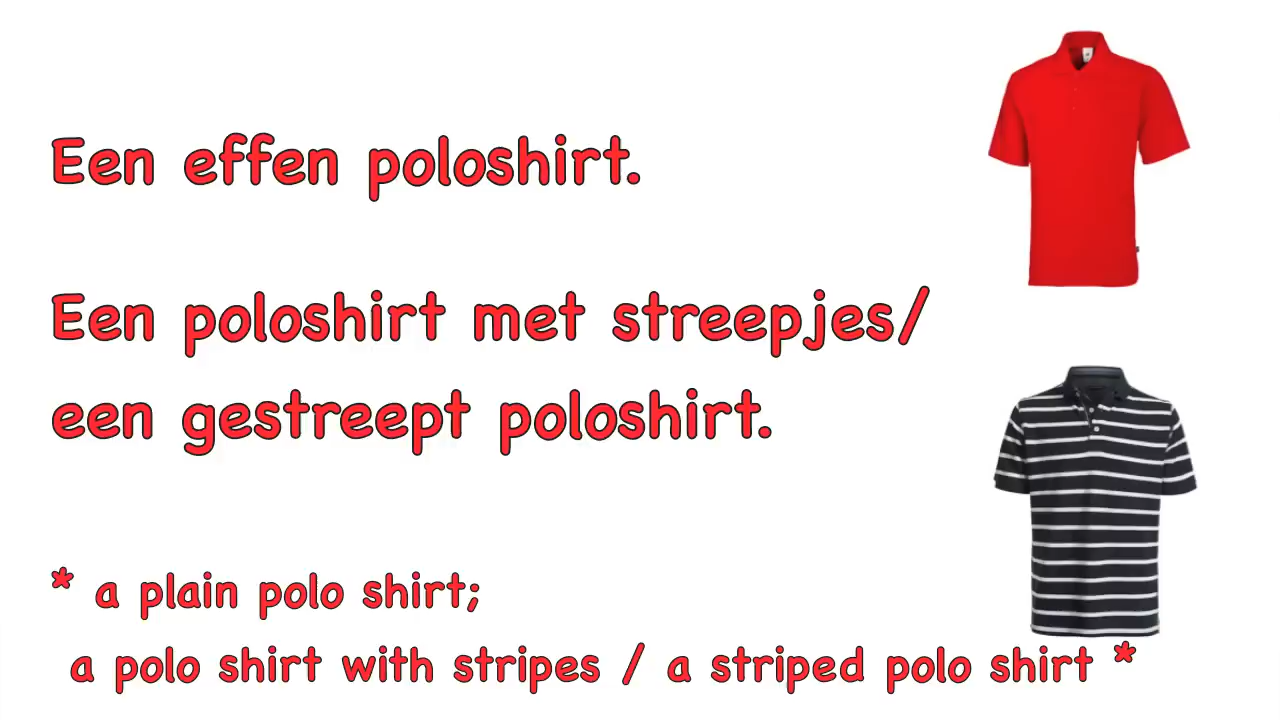 Een effen poloshirt.
Een poloshirt met streepjes/
een gestreept poloshirt.
* a plain polo shirt;
a polo shirt with stripes / a striped polo shirt *